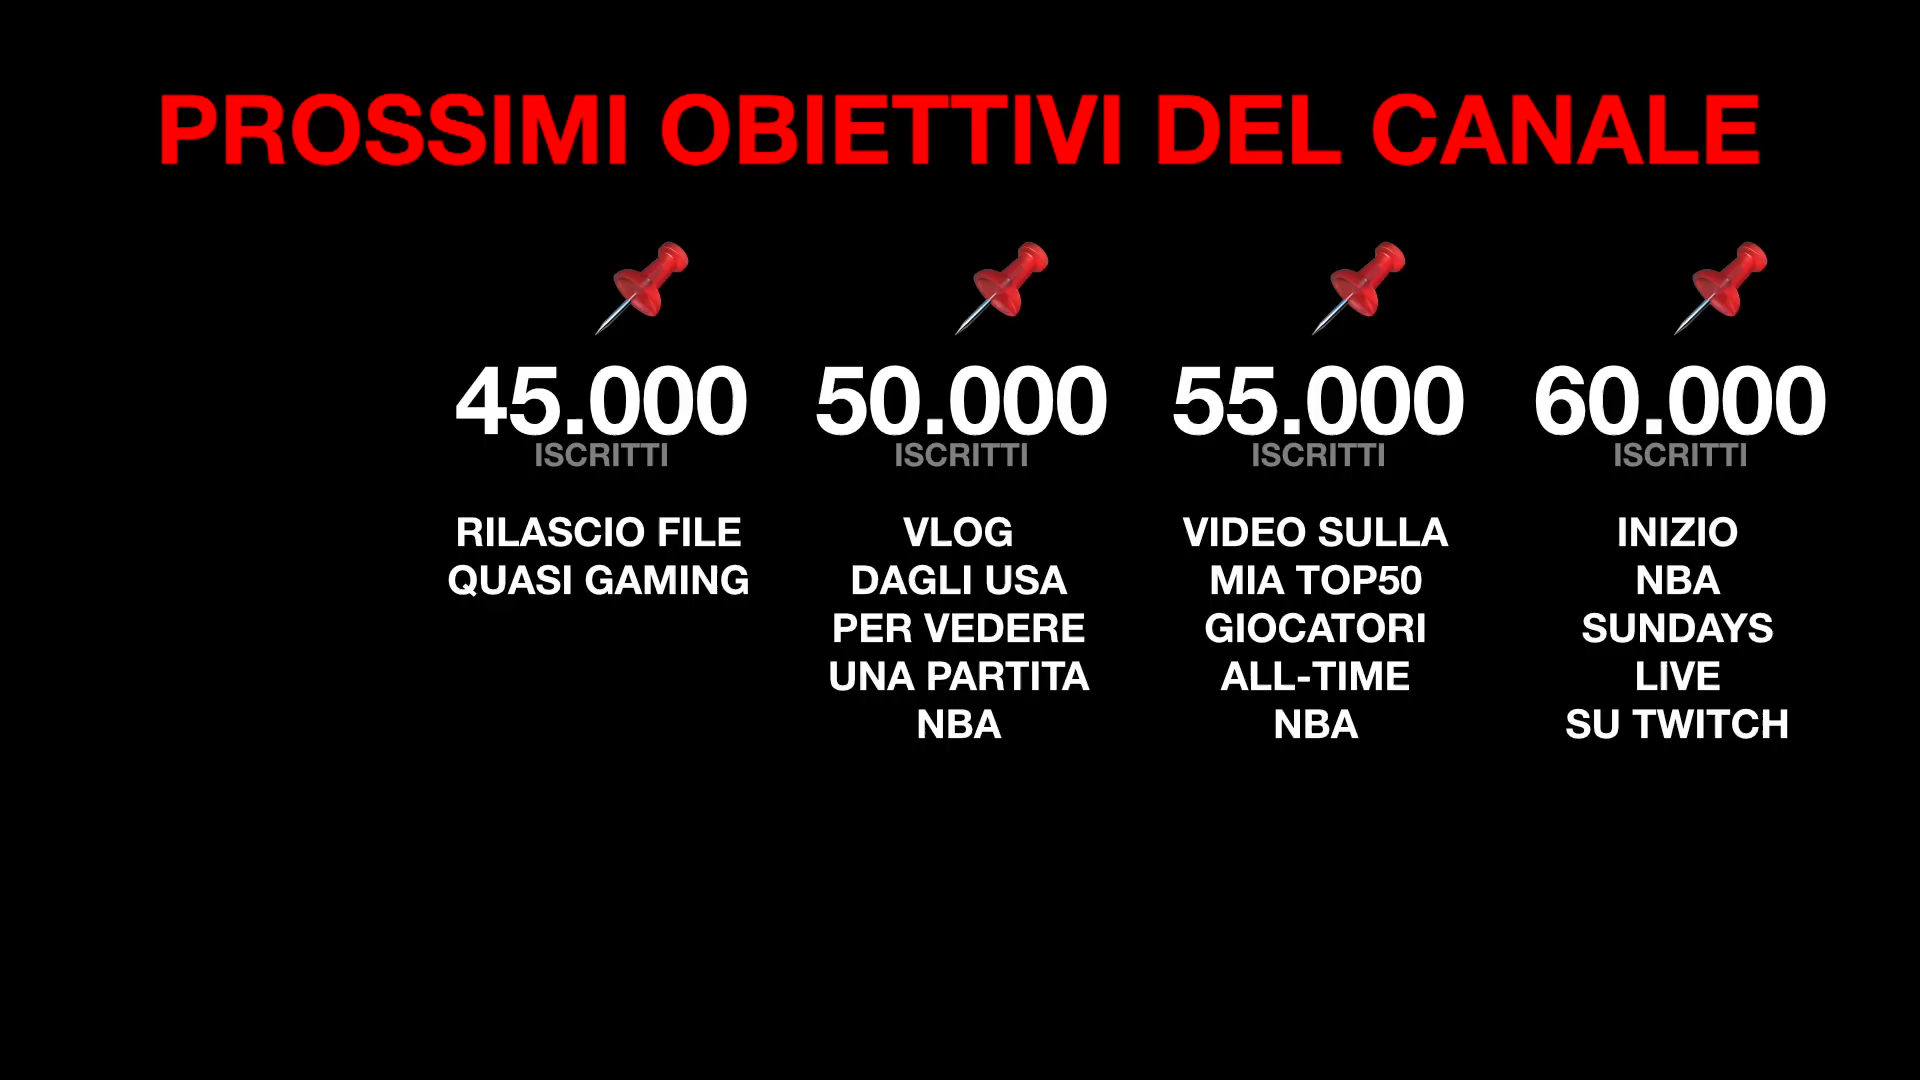 PROSSIMI OBIETTIVI DEL CANALE
45.000
ISCRITTI
RILASCIO FILE
QUASI GAMING
50.000
ISCRITTI
VLOG
DAGLI USA
PER VEDERE
UNA PARTITA
NBA
55.000
ISCRITTI
VIDEO SULLA
MIA TOP50
GIOCATORI
ALL-TIME
NBA
60.000
ISCRITTI
INIZIO
NBA
SUNDAYS
LIVE
SU TWITCH